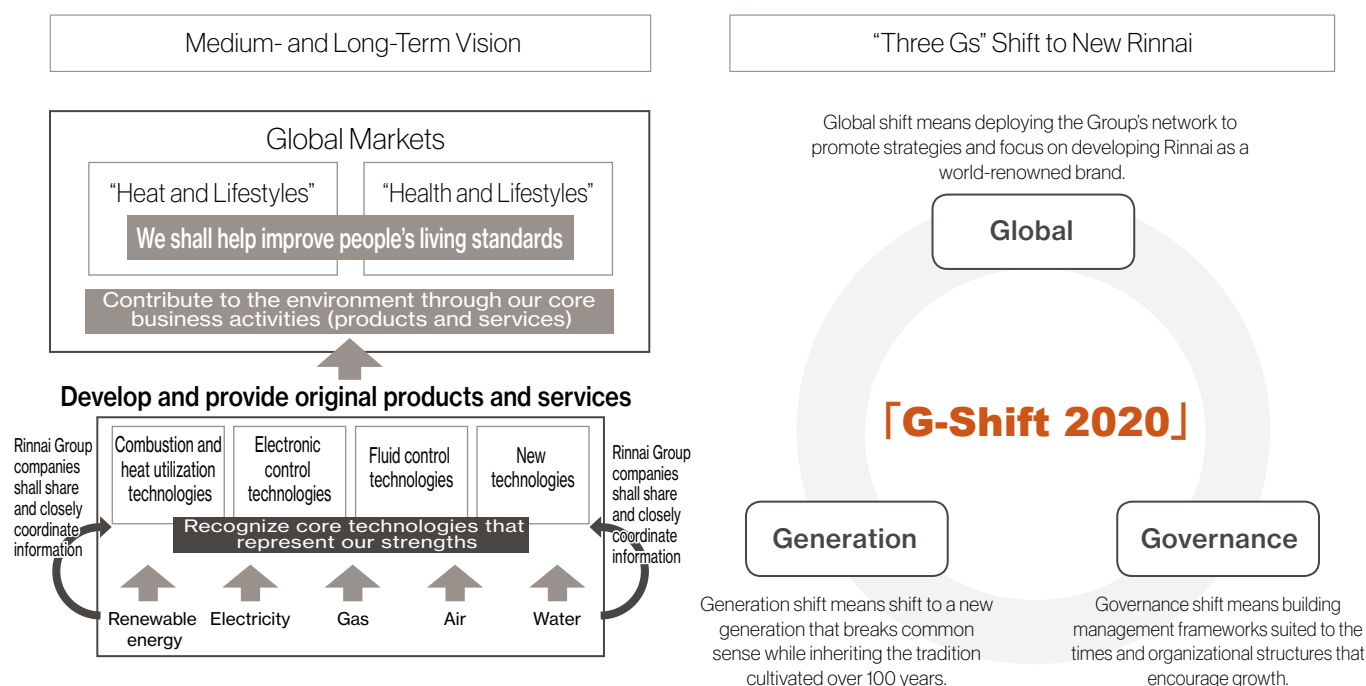 Medium- and Long-Term Vision
Global Markets
“Heat and Lifestyles”
“Health and Lifestyles”
We shall help improve people’s living standards
Contribute to the environment through our core
business activities (products and services)
Develop and provide original products and services
Rinnai Group
companies
shall share
and closely
coordinate
information
Combustion and
heat utilization
technologies
Electronic
control
technologies
Fluid control
technologies
New
technologies
Rinnai Group
companies
shall share
and closely
coordinate
information
Recognize core technologies that
represent our strengths
Renewable
energy
Electricity
Gas
Air
Water
“Three Gs” Shift to New Rinnai
Global shift means deploying the Group’s network to
promote strategies and focus on developing Rinnai as a
world-renowned brand.
Global
「G-Shift 2020」
Generation
Generation shift means shift to a new
generation that breaks common
sense while inheriting the tradition
cultivated over 100 years.
Governance
Governance shift means building
management frameworks suited to the
times and organizational structures that
encourage growth.